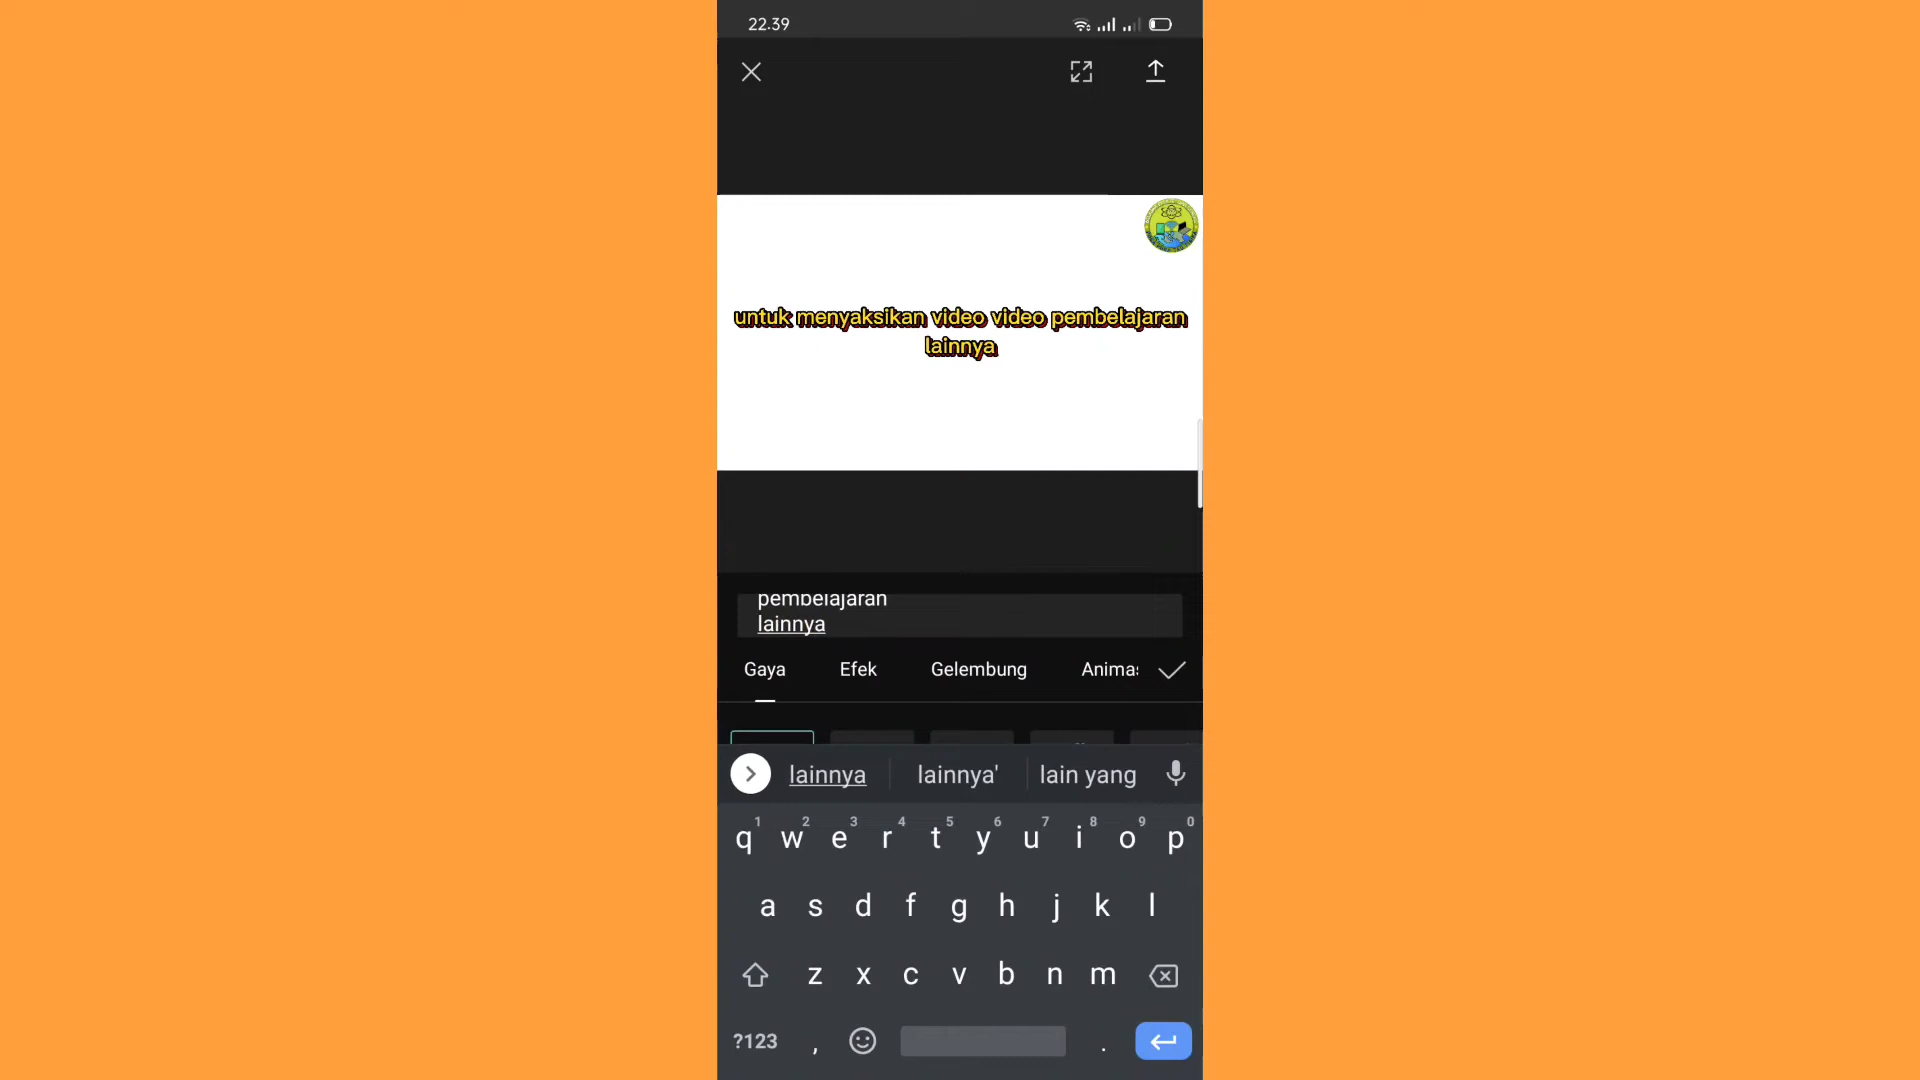 22.39
untuk menyaksikan video video pembelajaran
lainnya
pembelajaran
lainnya
Gaya Efek Gelembung Animas
lainnya lainnya' lain yang
1 2 3 4 5 6 7 8 9 0
q w e r t y u i o p
a s d f g h j k l
z x c v b n m
?123 , .